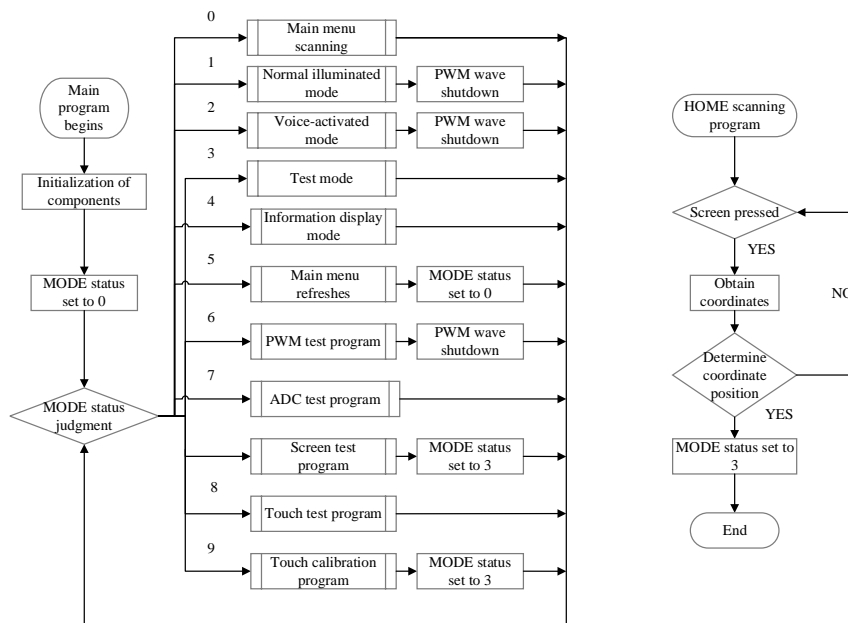 Main
program
begins
Initialization of
components
MODE status
set to 0
MODE status
judgment
0
Main menu
scanning
1
Normal illuminated
mode
PWM wave
shutdown
2
Voice-activated
mode
PWM wave
shutdown
3
Test mode
4
Information display
mode
5
Main menu
refreshes
MODE status
set to 0
6
PWM test program
PWM wave
shutdown
7
ADC test program
Screen test
program
MODE status
set to 3
8
Touch test program
9
Touch calibration
program
MODE status
set to 3
HOME scanning
program
Screen pressed
YES
Obtain
coordinates
NO
Determine
coordinate
position
YES
MODE status set to
3
End